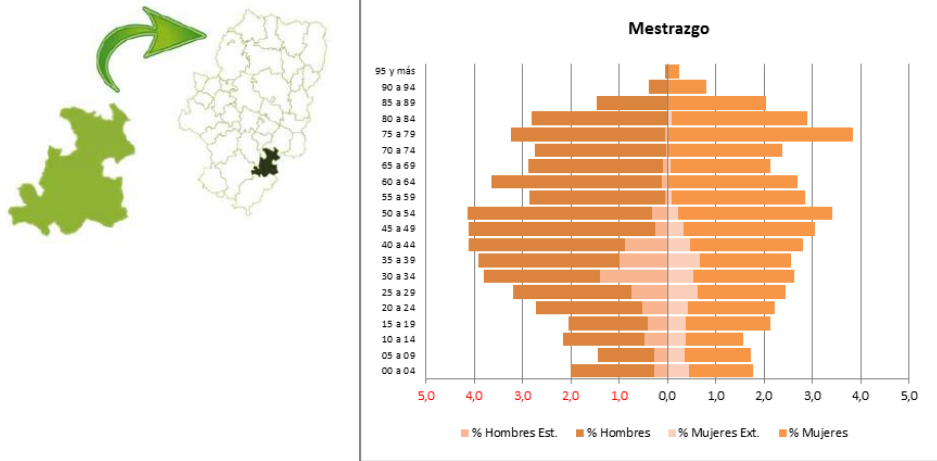 Mestrazgo
95 y más
90 a 94
85 a 89
80 a 84
75 a 79
70 a 74
65 a 69
60 a 64
55 a 59
50 a 54
45 a 49
40 a 44
35 a 39
30 a 34
25 a 29
20 a 24
15 a 19
10 a 14
05 a 09
00 a 04
5,0 4,0 3,0 2,0 1,0 0,0 1,0 2,0 3,0 4,0 5,0
% Hombres Est. % Hombres % Mujeres Ext. % Mujeres